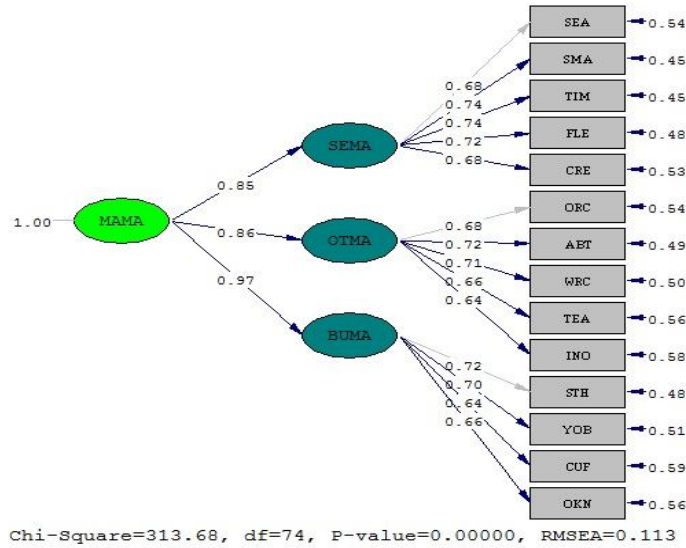 SEA 0.54
SMA 0.45
0.68
0.74
TIM 0.45
0.74
0.72
FLE 0.48
SEMA
0.68
CRE 0.53
0.85
ORC 0.54
1.00 MAMA
0.68
0.86
OTMA
0.72
ABT 0.49
0.71
0.66
WRC 0.50
0.97
0.64
TEA 0.56
BUMA
INO 0.58
0.72
0.70
STH 0.48
0.64
0.66
YOB 0.51
CUF 0.59
OKN 0.56
Chi-Square=313.68, df=74, P-value=0.00000, RMSEA=0.113